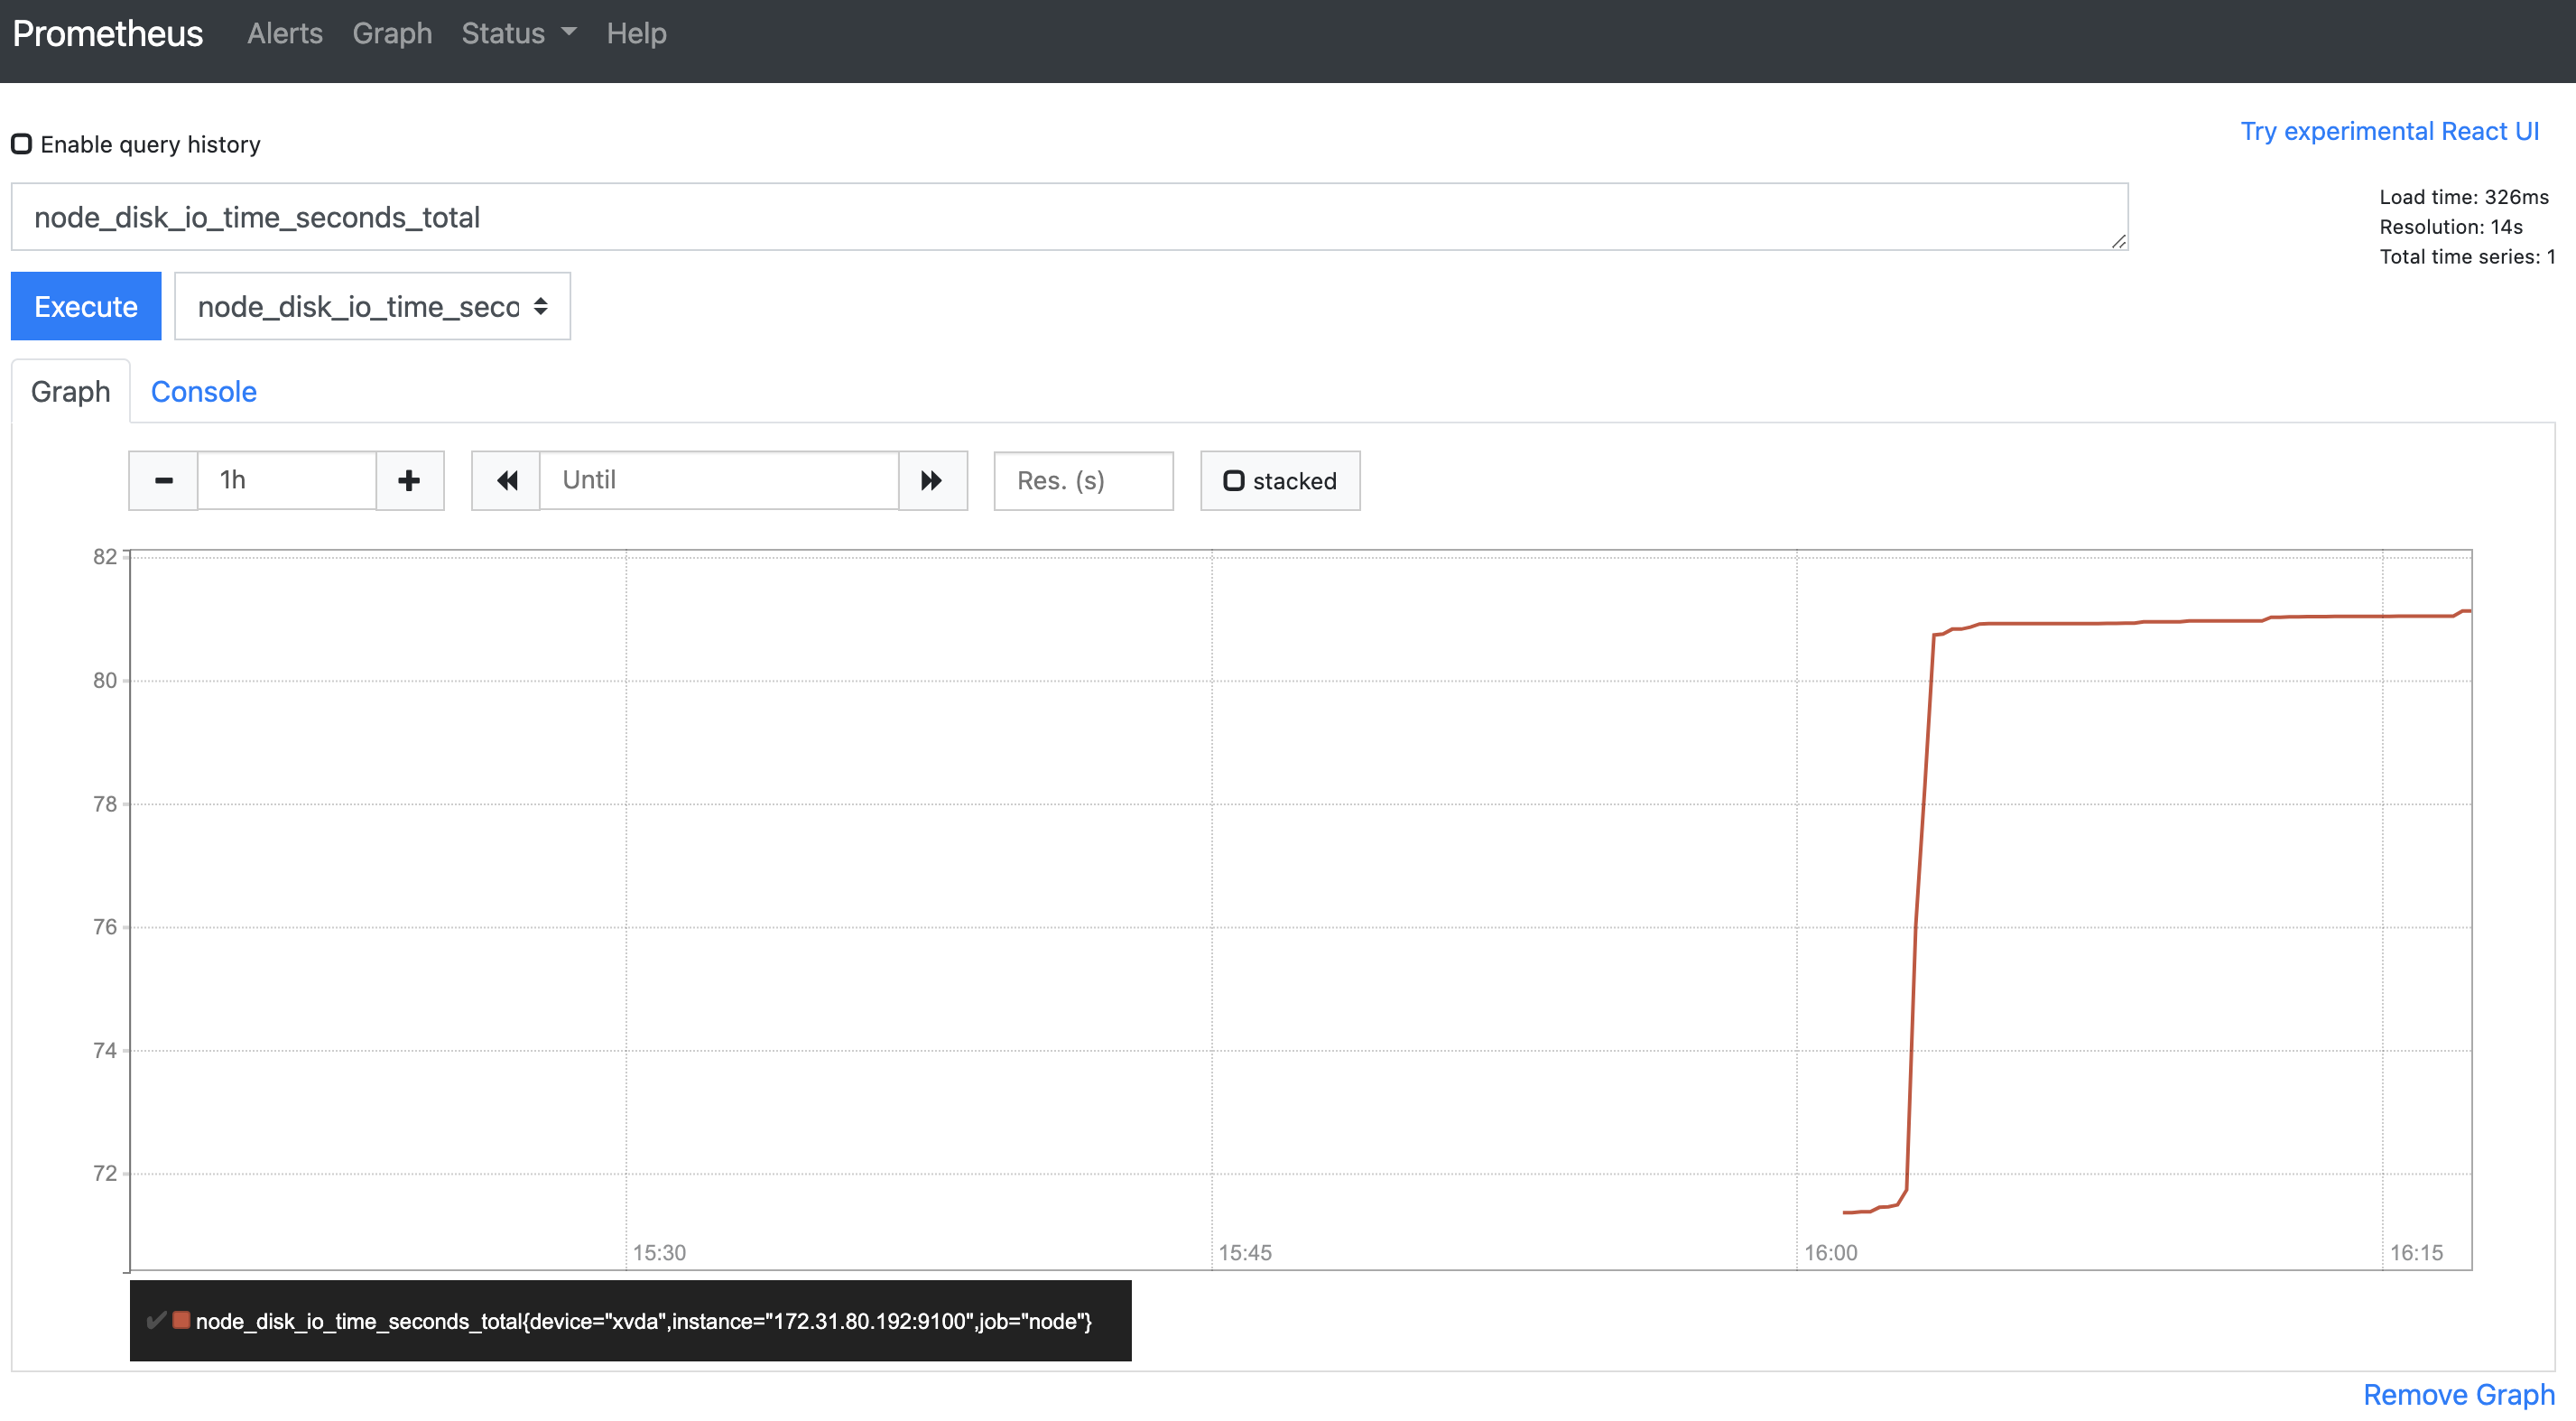 Prometheus Alerts Graph Status Help
Enable query history
Try experimental React UI
node_disk_io_time_seconds_total
Load time: 326ms
Resolution: 14s
Total time series: 1
Execute node_disk_io_time_seco
Graph Console
1h Until Res. (s) stacked
82
80
78
76
74
72
15:30 15:45 16:00 16:15
node_disk_io_time_seconds_total{device="xvda",instance="172.31.80.192:9100",job="node"}
Remove Graph